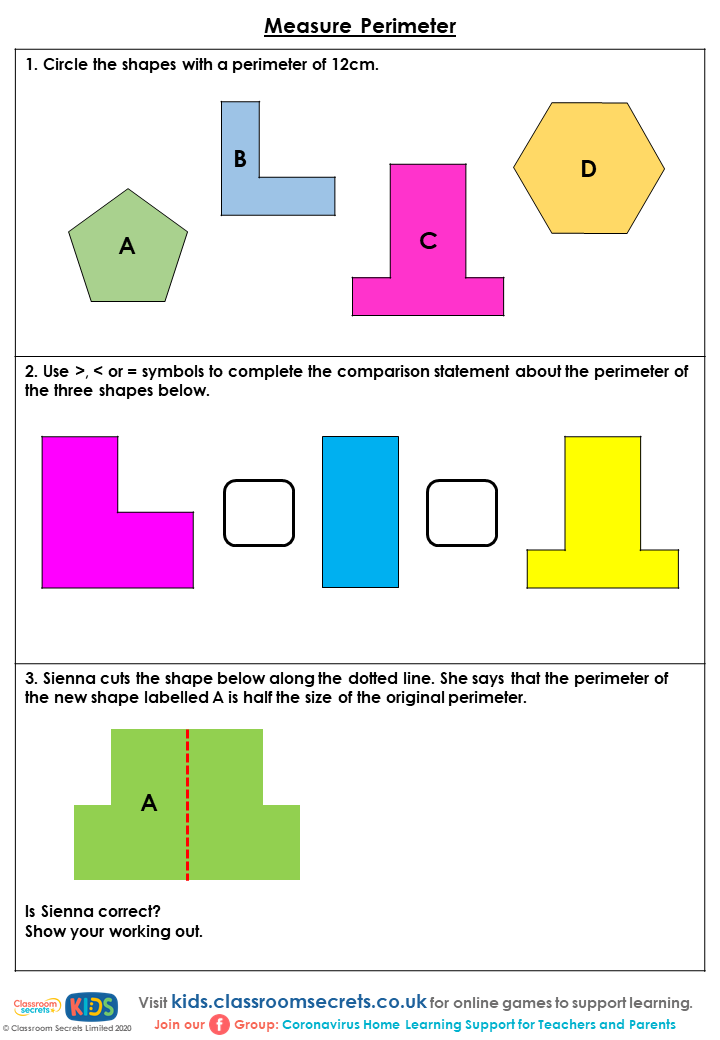 Measure Perimeter
1. Circle the shapes with a perimeter of 12cm.
B
D
C
A
2. Use >, < or = symbols to complete the comparison statement about the perimeter of
the three shapes below.
3. Sienna cuts the shape below along the dotted line. She says that the perimeter of
the new shape labelled A is half the size of the original perimeter.
A
Is Sienna correct?
Show your working out.
Classroom
secrets
KIDS
© Classroom Secrets Limited 2020
Visit kids.classroomsecrets.co.uk for online games to support learning.
Join our f Group: Coronavirus Home Learning Support for Teachers and Parents